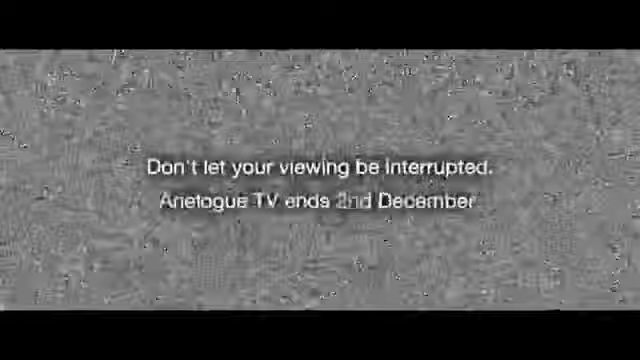 Don't let your viewing be interrupted.
Analogue TV ends 2nd December